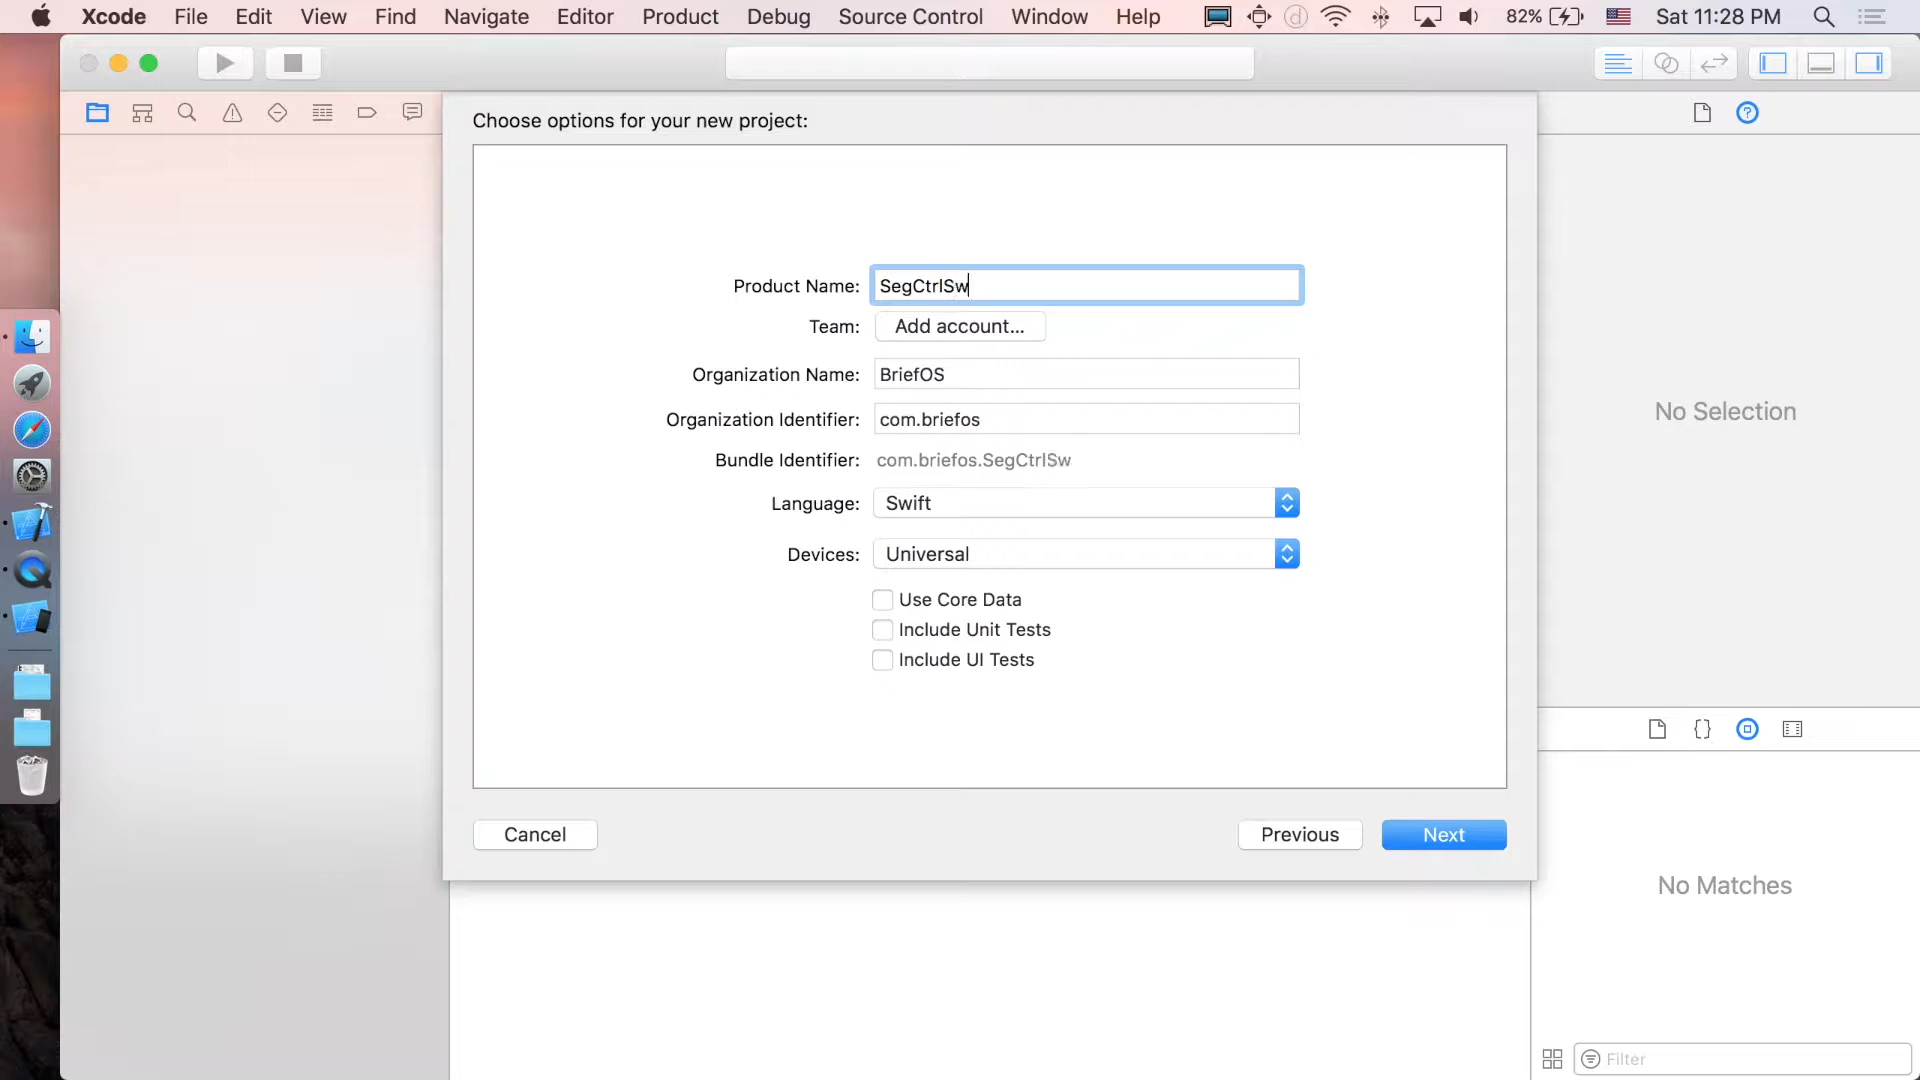 Xcode File Edit View Find Navigate Editor Product Debug Source Control Window Help 82% Sat 11:28 PM
Choose options for your new project:
Product Name: SegCtrlSw
Team: Add account...
Organization Name: BriefOS
Organization Identifier: com.briefos
Bundle Identifier: com.briefos.SegCtrlSw
Language: Swift
Devices: Universal
Use Core Data
Include Unit Tests
Include UI Tests
Cancel Previous Next
No Selection
No Matches
Filter